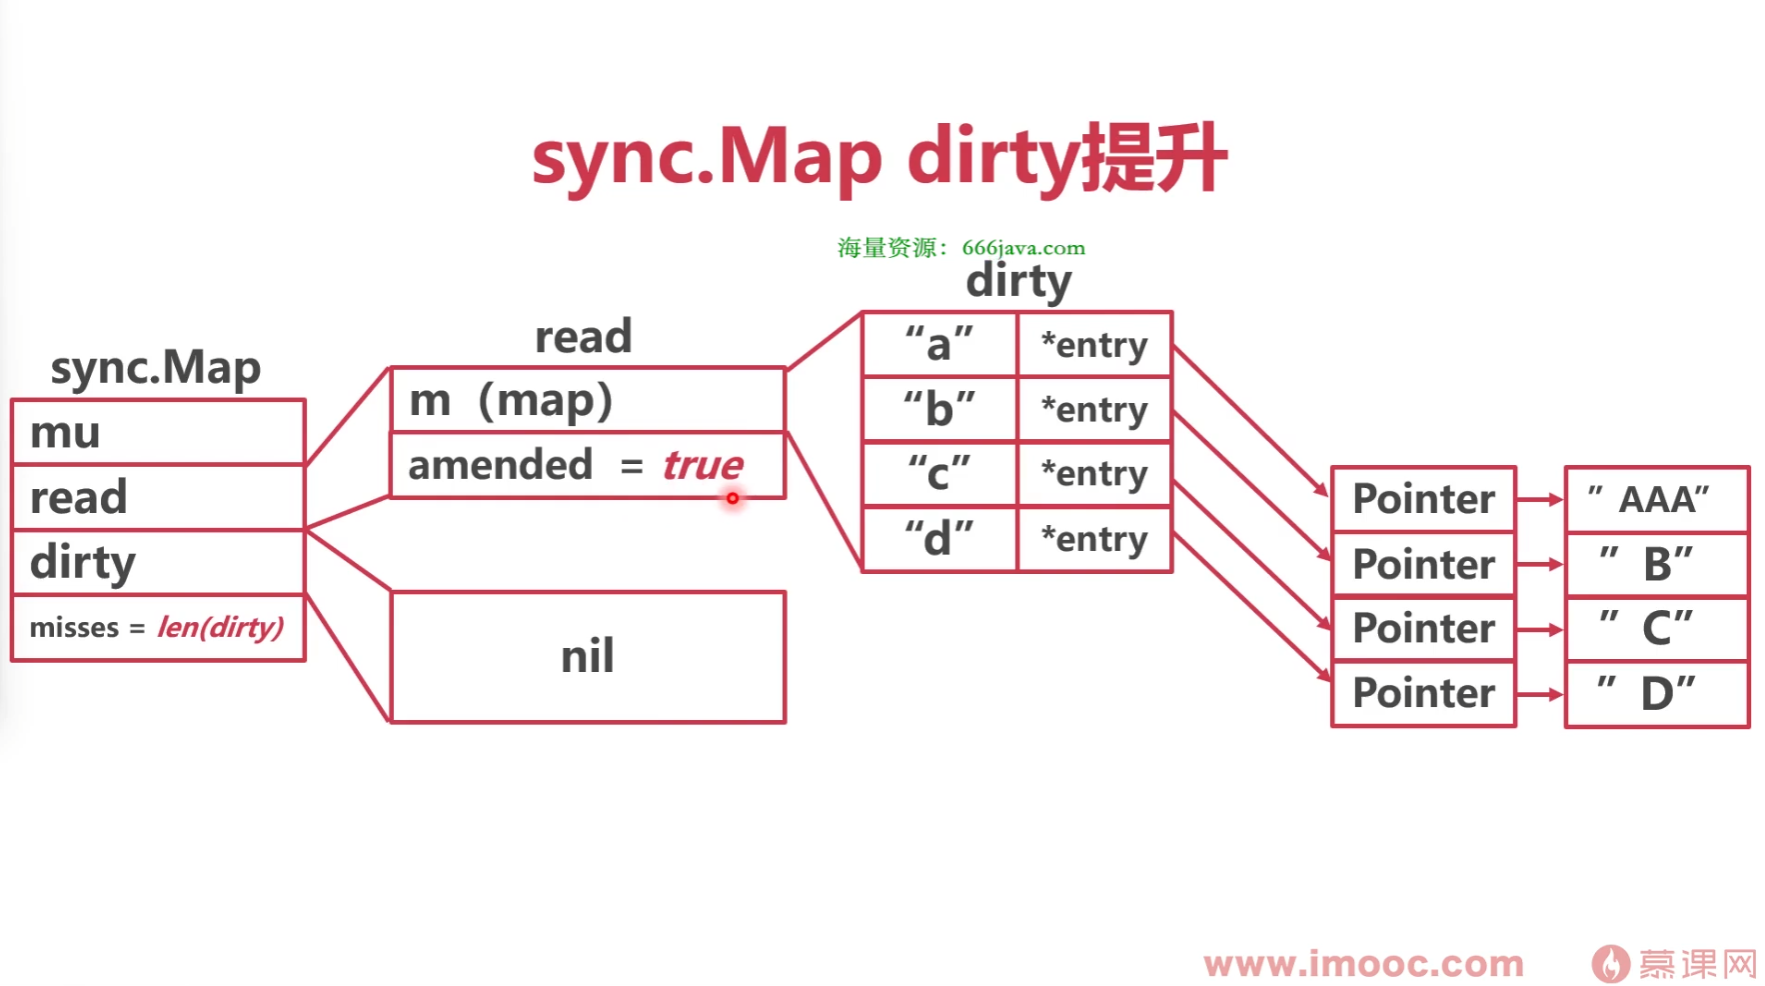 sync.Map dirty提升
海量资源：666java.com
dirty
read
sync.Map
mu
read
dirty
misses = len(dirty)
m（map）
amended = true
nil
“a” *entry
“b” *entry
“c” *entry
“d” *entry
Pointer ” AAA”
Pointer ” B”
Pointer ” C”
Pointer ” D”
www.imooc.com 慕课网